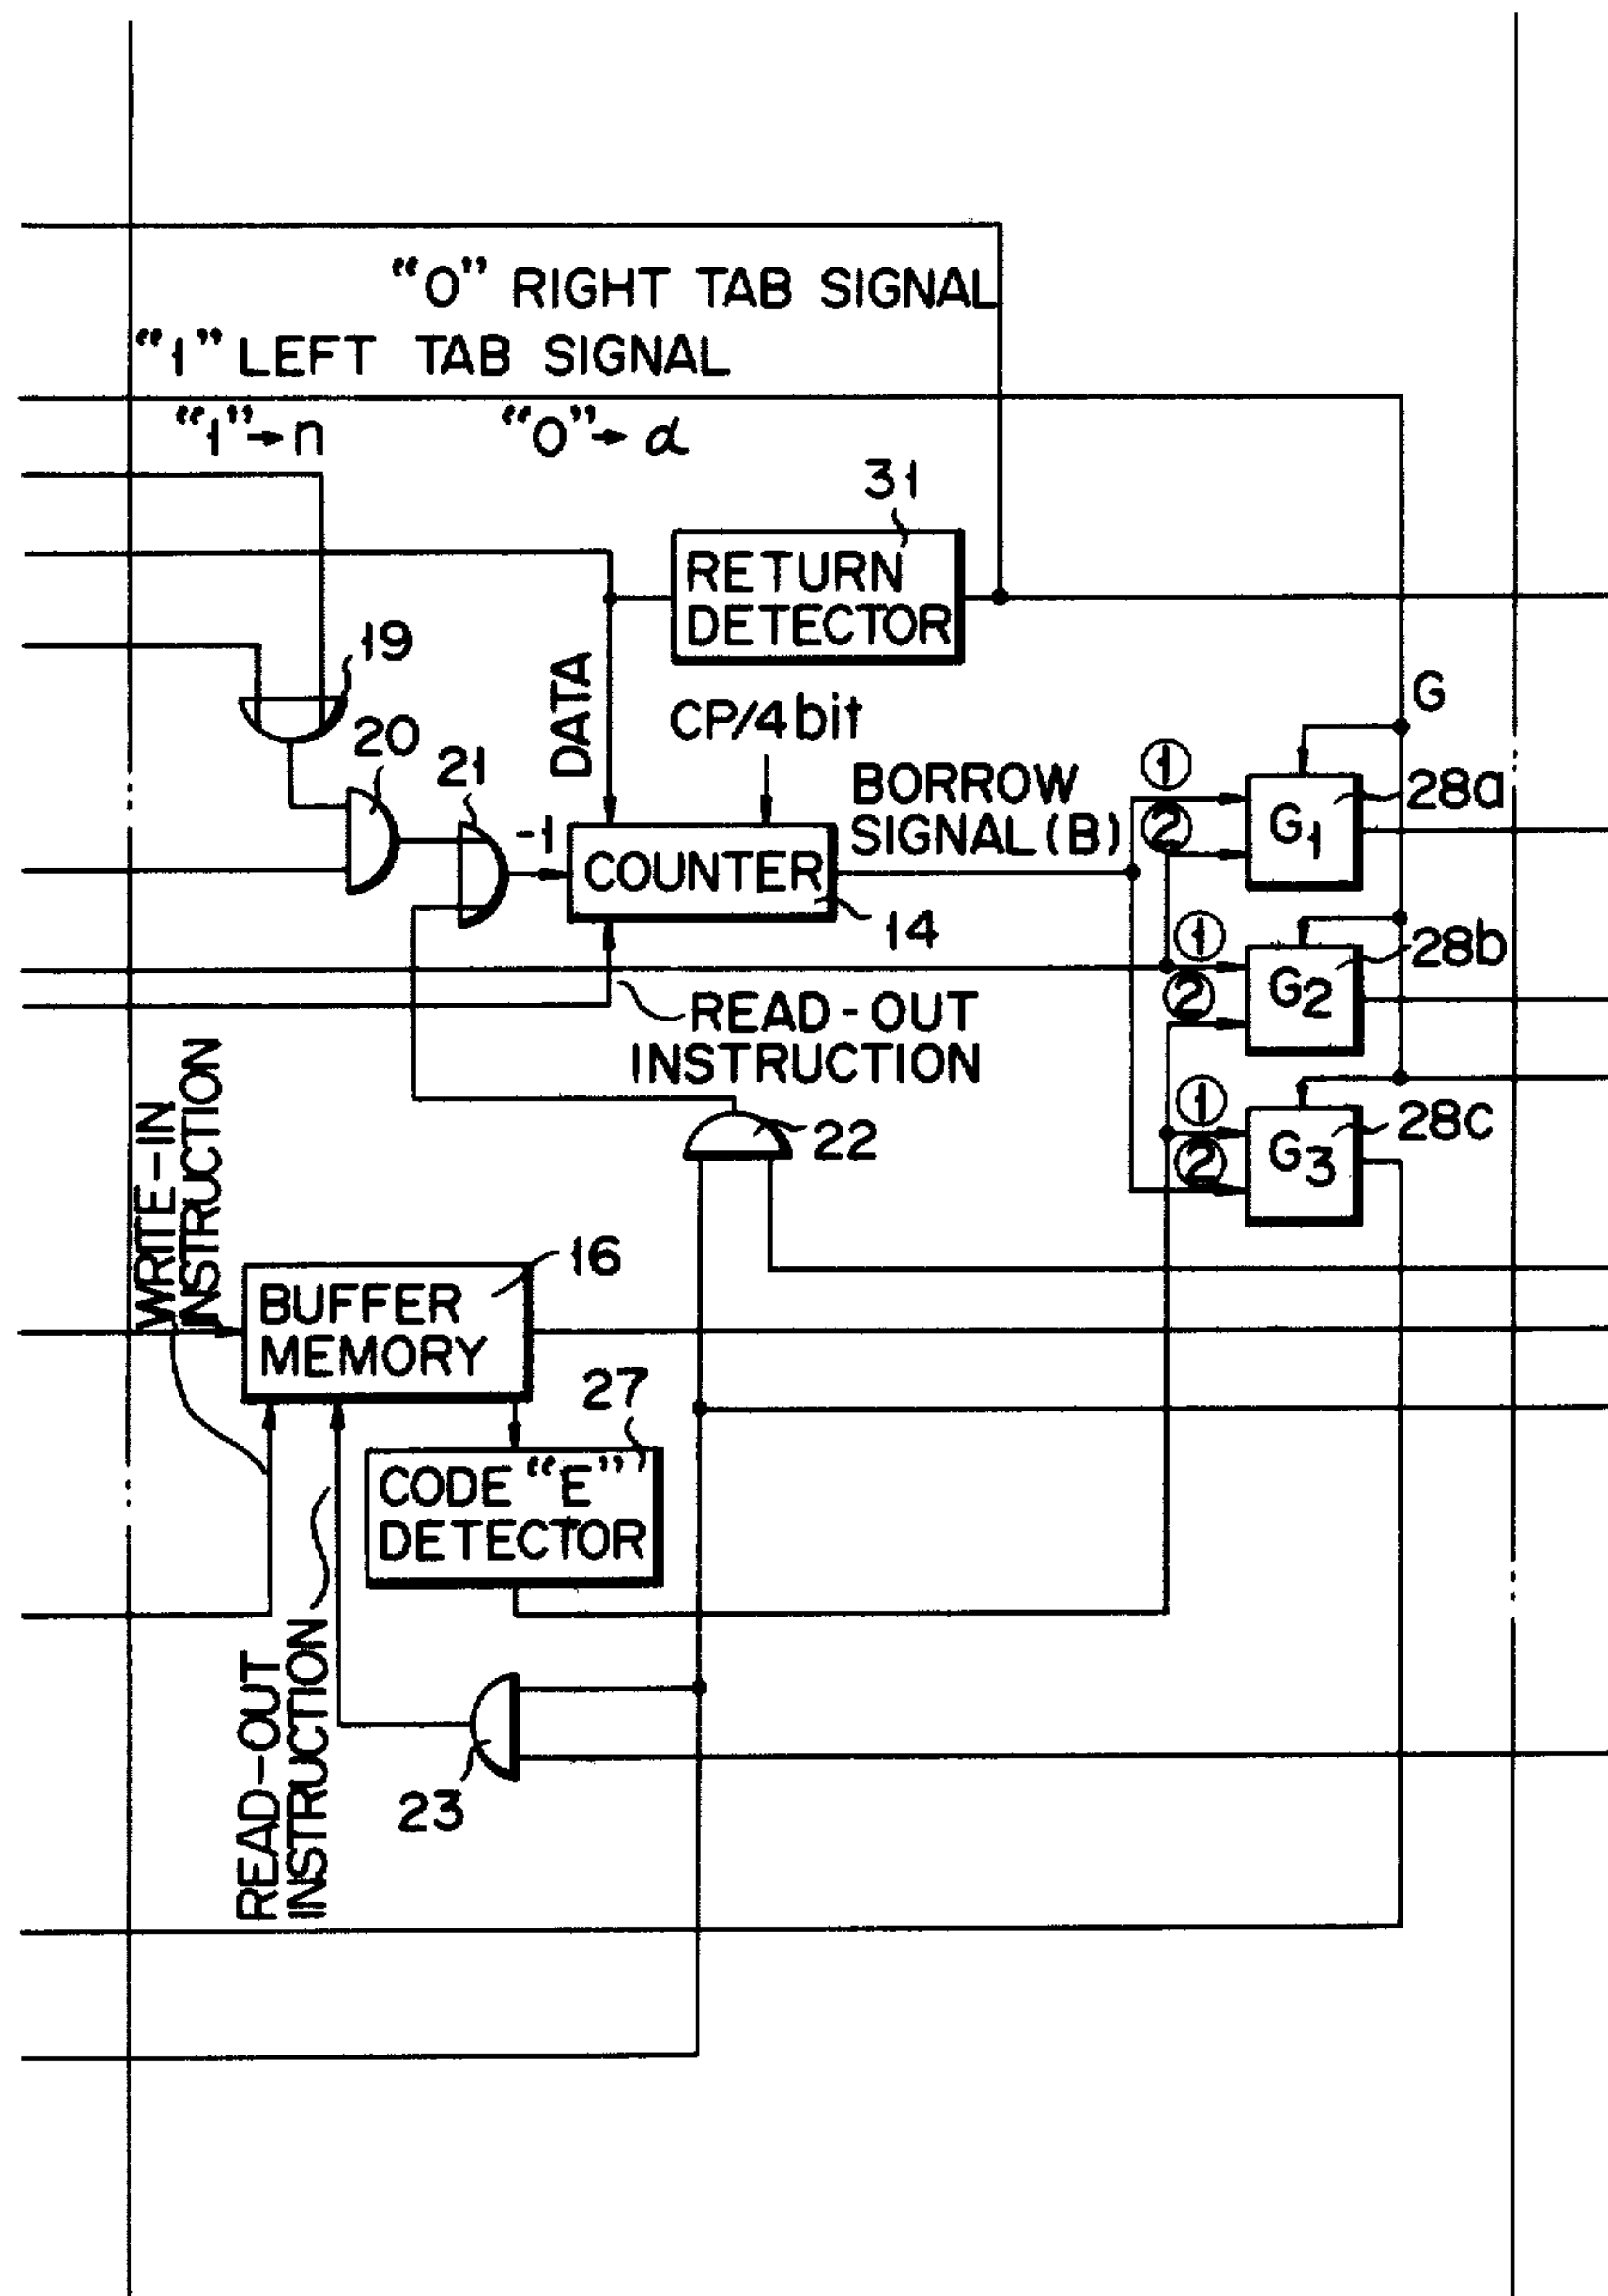 “0” RIGHT TAB SIGNAL
“1” LEFT TAB SIGNAL
“1”→n “0”→α
31
RETURN
DETECTOR
19
DATA
CP/4bit
G
20
21
-1
BORROW
SIGNAL(B)
COUNTER
14
①
②
G1
28a
①
②
G2
28b
READ-OUT
INSTRUCTION
①
②
G3
28c
22
WRITE-IN
INSTRUCTION
16
BUFFER
MEMORY
27
CODE “E”
DETECTOR
READ-OUT
INSTRUCTION
23